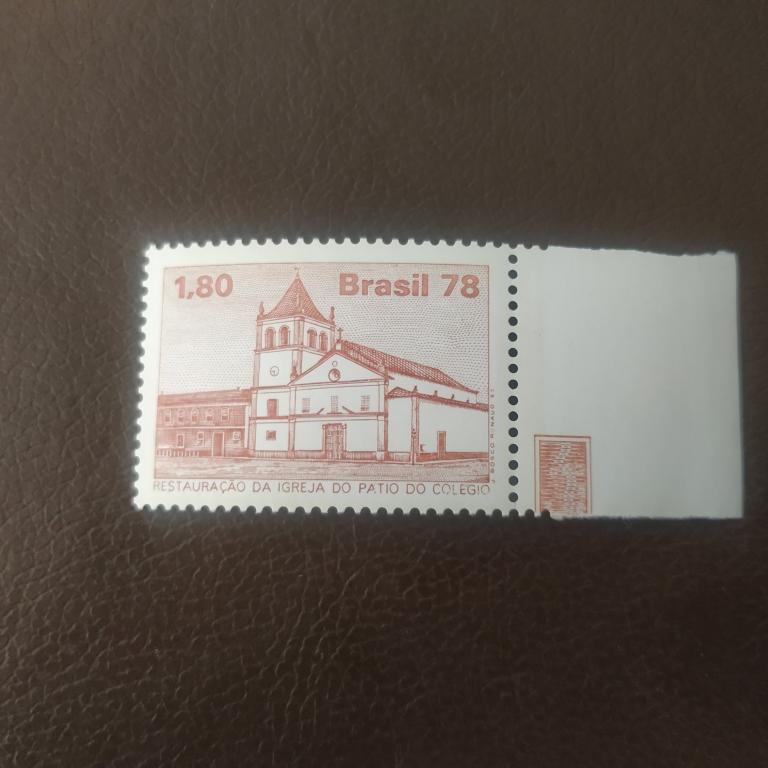 1,80 Brasil 78
RESTAURAÇÃO DA IGREJA DO PATIO DO COLEGIO